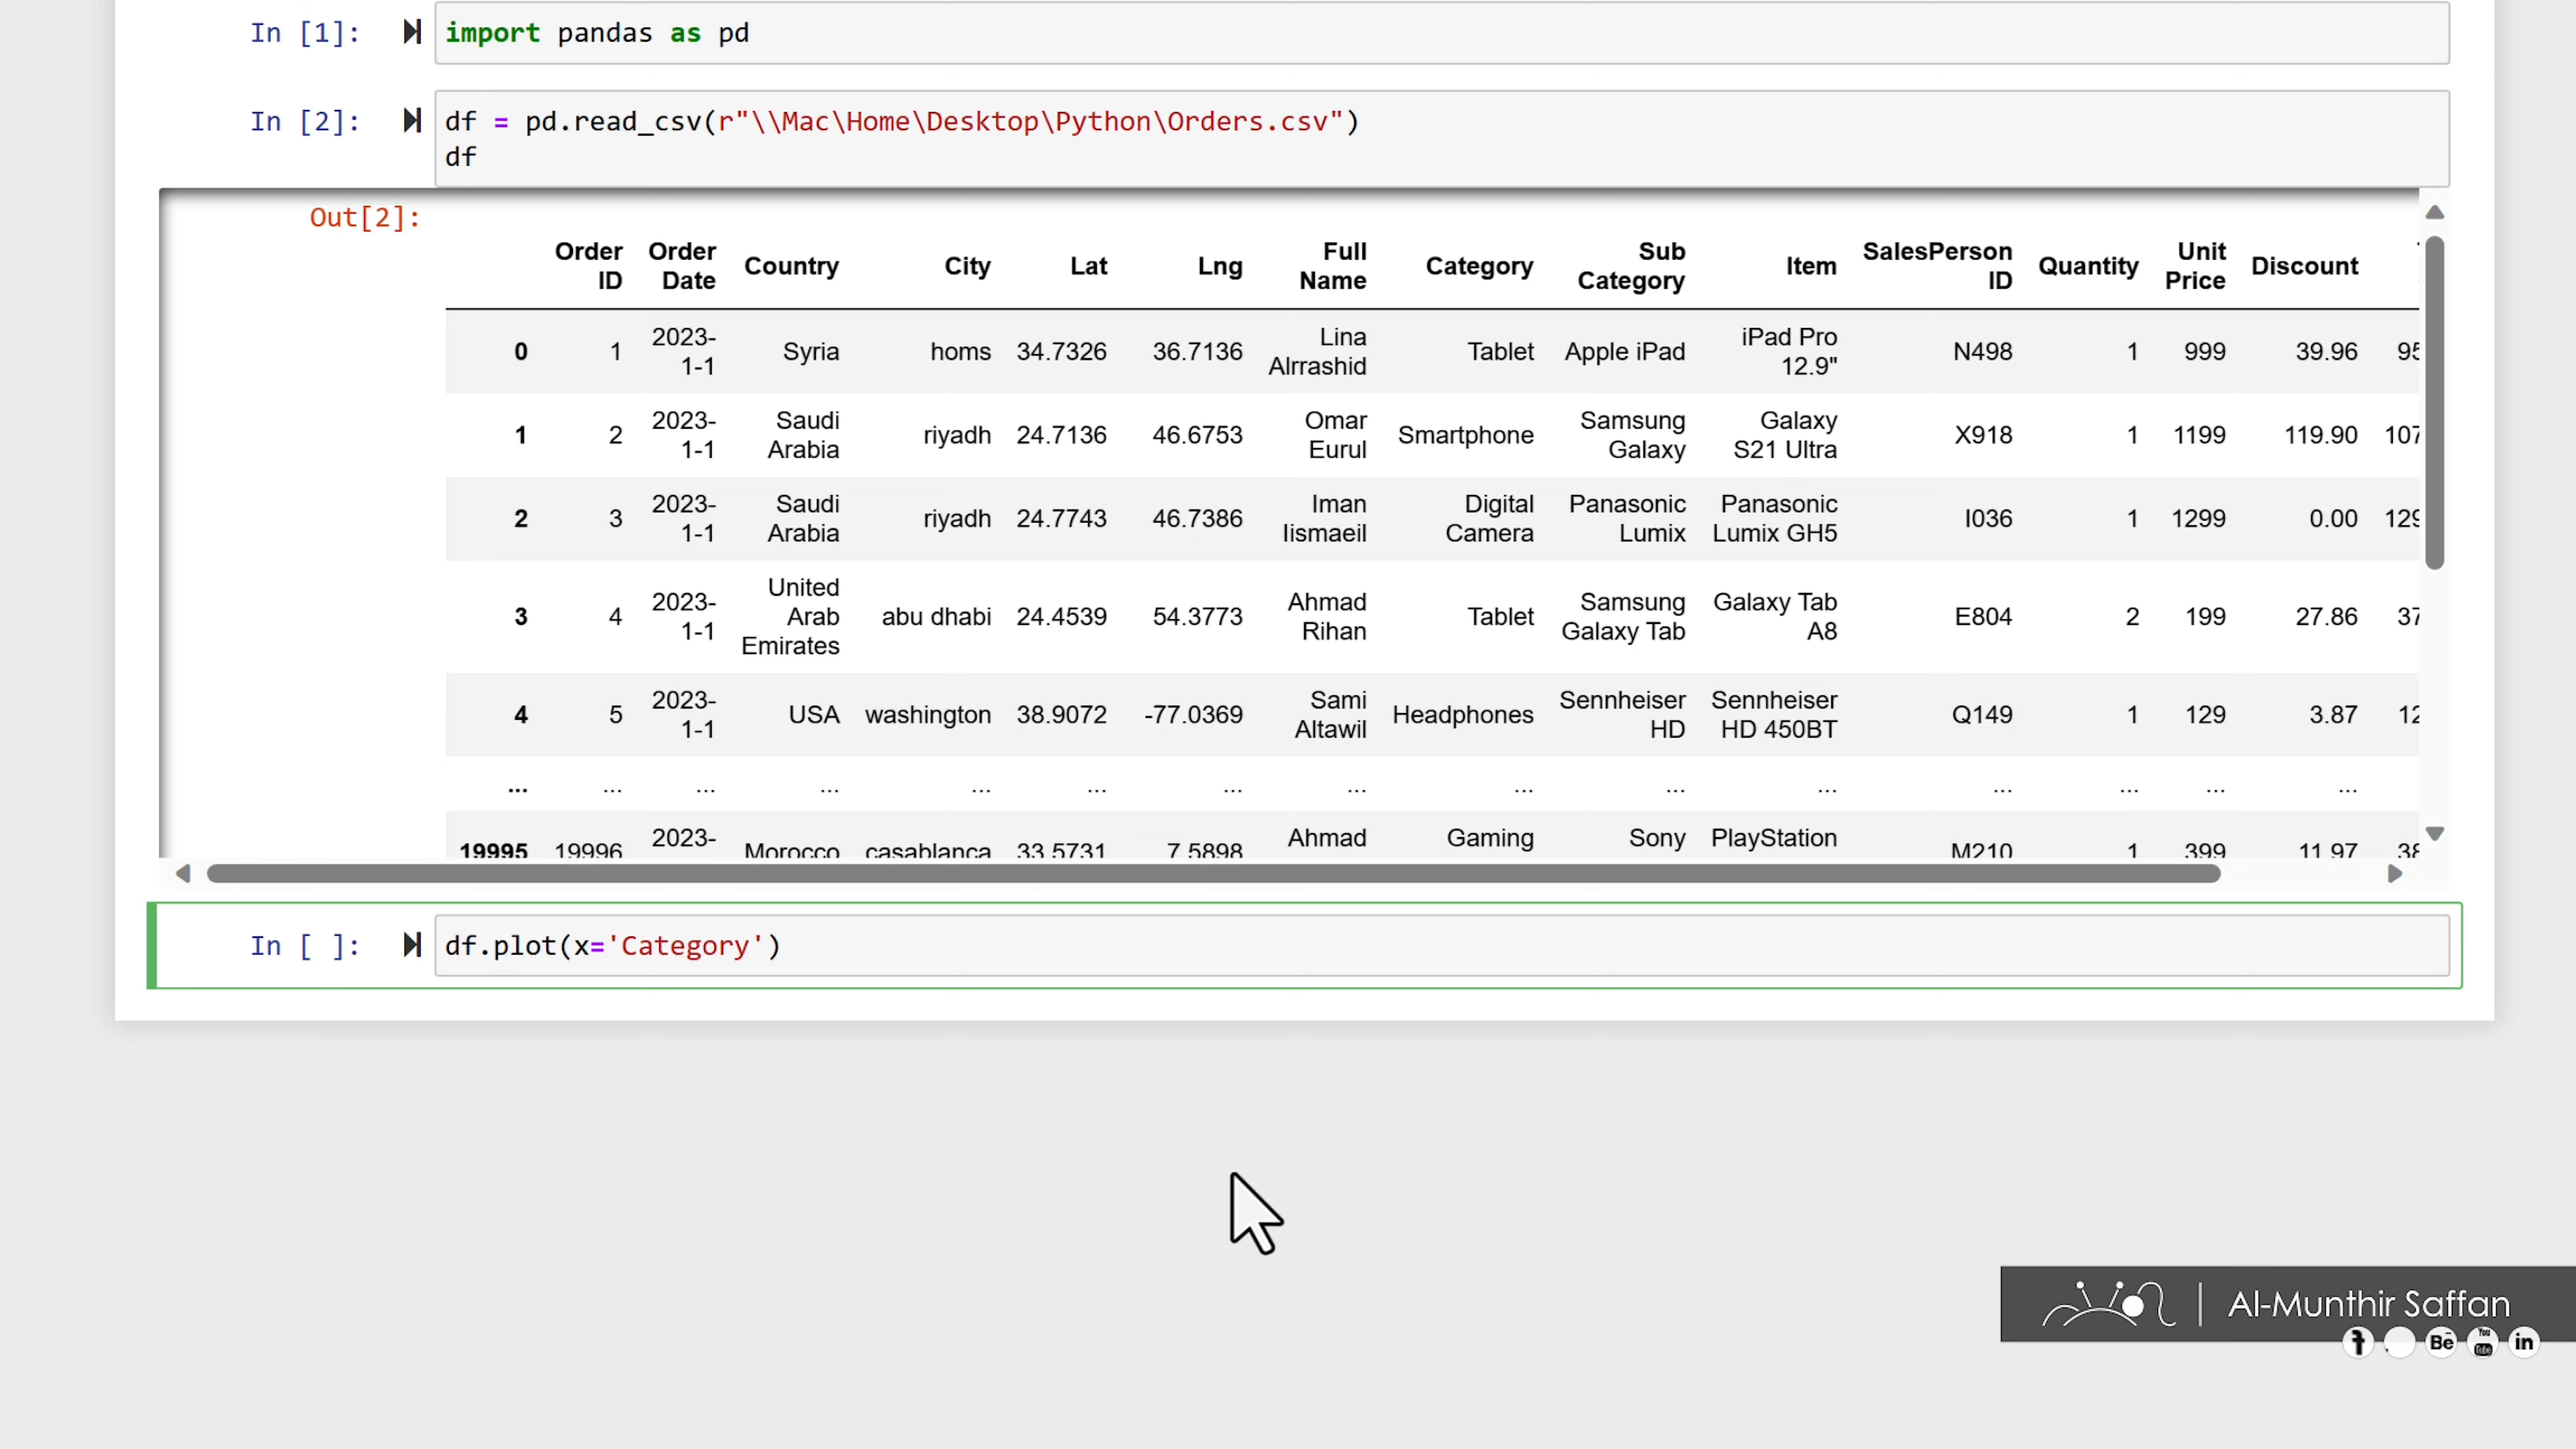 In [1]: import pandas as pd
In [2]: df = pd.read_csv(r"\\Mac\Home\Desktop\Python\Orders.csv")
df
Out[2]:
Order ID Order Date Country City Lat Lng Full Name Category Sub Category Item SalesPerson ID Quantity Unit Price Discount
0 1 2023-1-1 Syria homs 34.7326 36.7136 Lina Alrrashid Tablet Apple iPad iPad Pro 12.9" N498 1 999 39.96 95
1 2 2023-1-1 Saudi Arabia riyadh 24.7136 46.6753 Omar Eurul Smartphone Samsung Galaxy Galaxy S21 Ultra X918 1 1199 119.90 107
2 3 2023-1-1 Saudi Arabia riyadh 24.7743 46.7386 Iman Iismaeil Digital Camera Panasonic Lumix Panasonic Lumix GH5 I036 1 1299 0.00 129
3 4 2023-1-1 United Arab Emirates abu dhabi 24.4539 54.3773 Ahmad Rihan Tablet Samsung Galaxy Tab Galaxy Tab A8 E804 2 199 27.86 37
4 5 2023-1-1 USA washington 38.9072 -77.0369 Sami Altawil Headphones Sennheiser HD Sennheiser HD 450BT Q149 1 129 3.87 12
... ... ... ... ... ... ... ... ... ... ... ... ... ... ...
19995 19996 2023- Morocco casablanca 33.5731 7.5898 Ahmad Gaming Sony PlayStation M210 1 399 11.97 38
In [ ]: df.plot(x='Category')
Al-Munthir Saffan
f Bē You Tube in